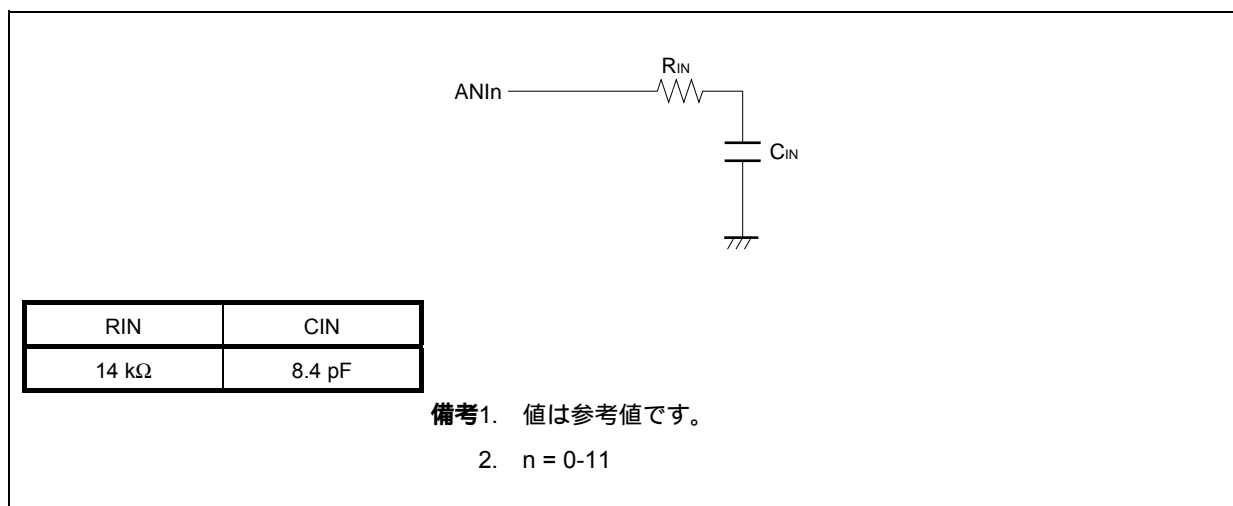 RIN
ANIn
CIN
RIN CIN
14 kΩ 8.4 pF
備考1. 値は参考値です。
2. n = 0-11